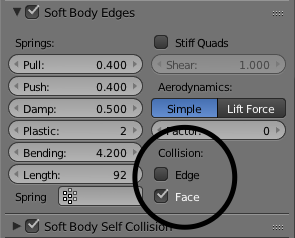 Soft Body Edges
Springs:
Stiff Quads
Pull: 0.400
Shear: 1.000
Push: 0.400
Aerodynamics:
Damp: 0.500
Simple
Lift Force
Plastic: 2
Factor: 0
Bending: 4.200
Collision:
Length: 92
Edge
Spring
Face
Soft Body Self Collision